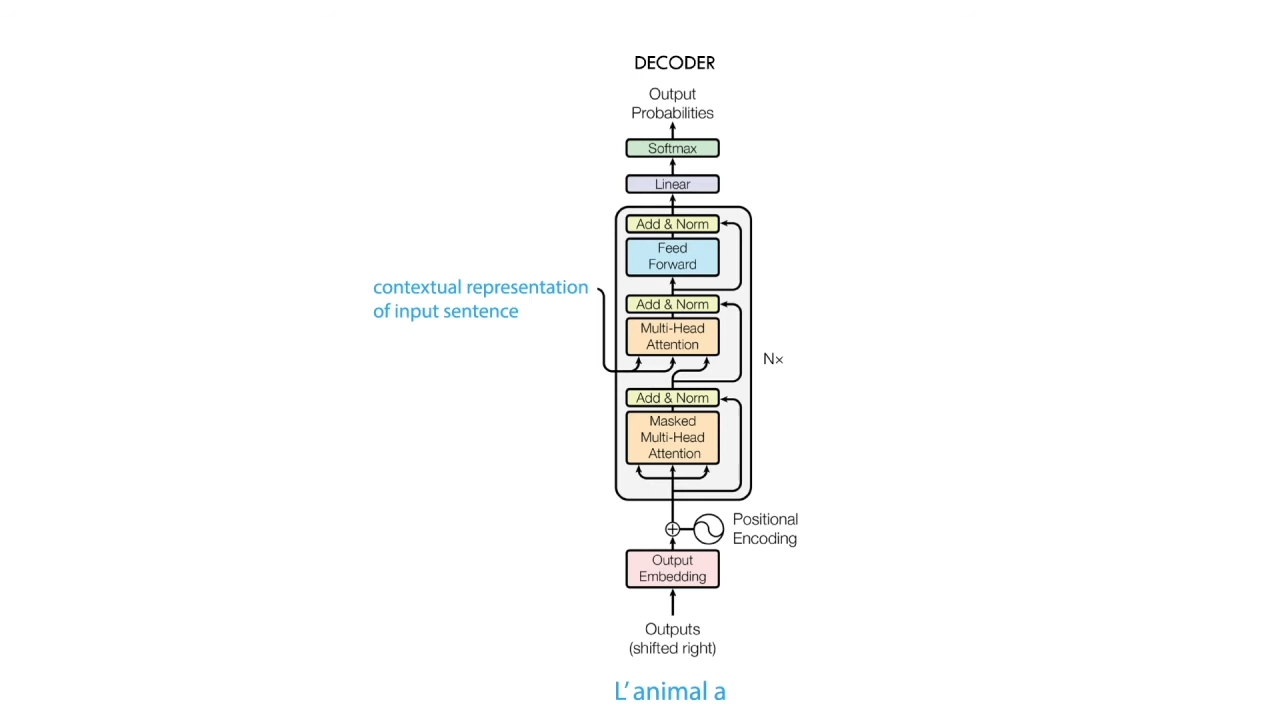 DECODER
Output
Probabilities
Softmax
Linear
Add & Norm
Feed
Forward
contextual representation
of input sentence
Add & Norm
Multi-Head
Attention
N×
Add & Norm
Masked
Multi-Head
Attention
Positional
Encoding
Output
Embedding
Outputs
(shifted right)
L’ animal a